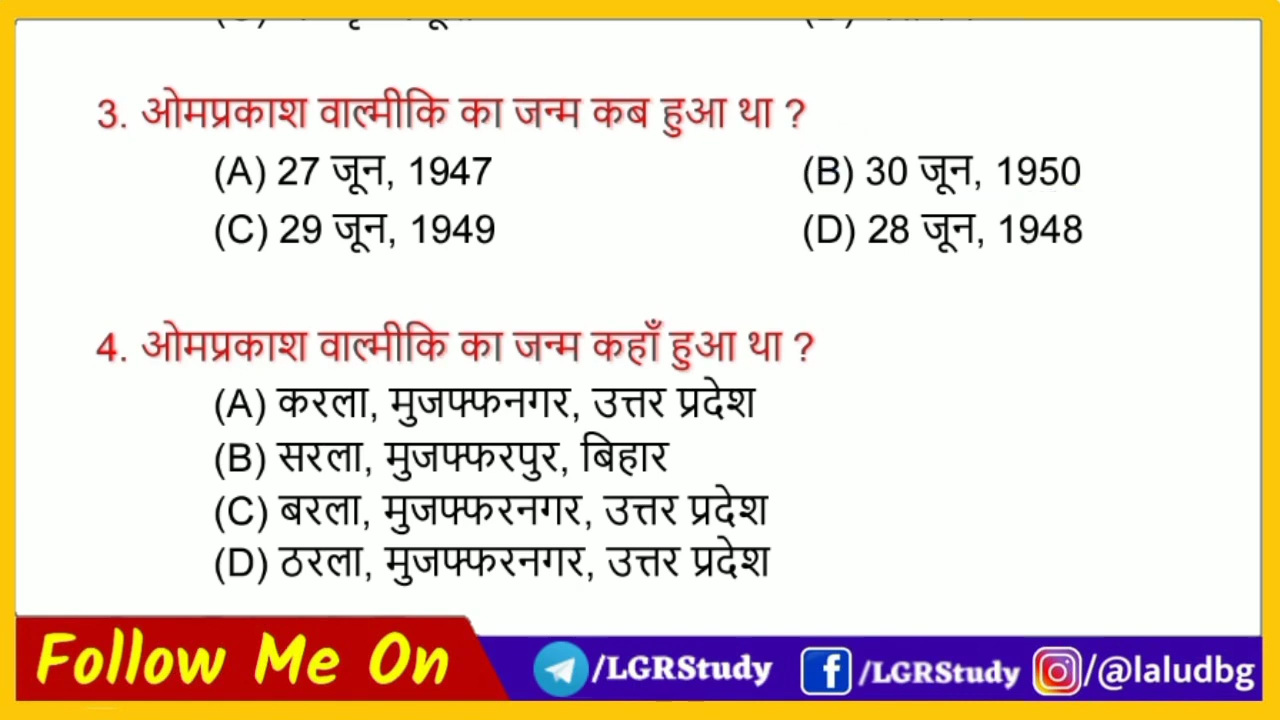 3. ओमप्रकाश वाल्मीकि का जन्म कब हुआ था ?
(A) 27 जून, 1947 (B) 30 जून, 1950
(C) 29 जून, 1949 (D) 28 जून, 1948
4. ओमप्रकाश वाल्मीकि का जन्म कहाँ हुआ था ?
(A) करला, मुजफ्फनगर, उत्तर प्रदेश
(B) सरला, मुजफ्फरपुर, बिहार
(C) बरला, मुजफ्फरनगर, उत्तर प्रदेश
(D) ठरला, मुजफ्फरनगर, उत्तर प्रदेश
Follow Me On /LGRStudy /LGRStudy /@laludbg